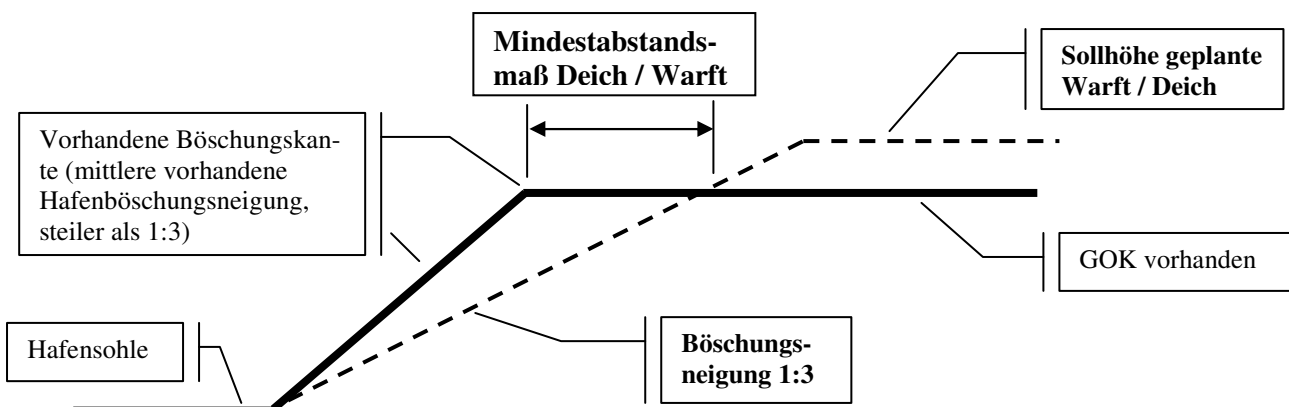 Mindestabstands-
maß Deich / Warft
Sollhöhe geplante
Warft / Deich
Vorhandene Böschungskan-
te (mittlere vorhandene
Hafenböschungsneigung,
steiler als 1:3)
GOK vorhanden
Hafensohle
Böschungs-
neigung 1:3